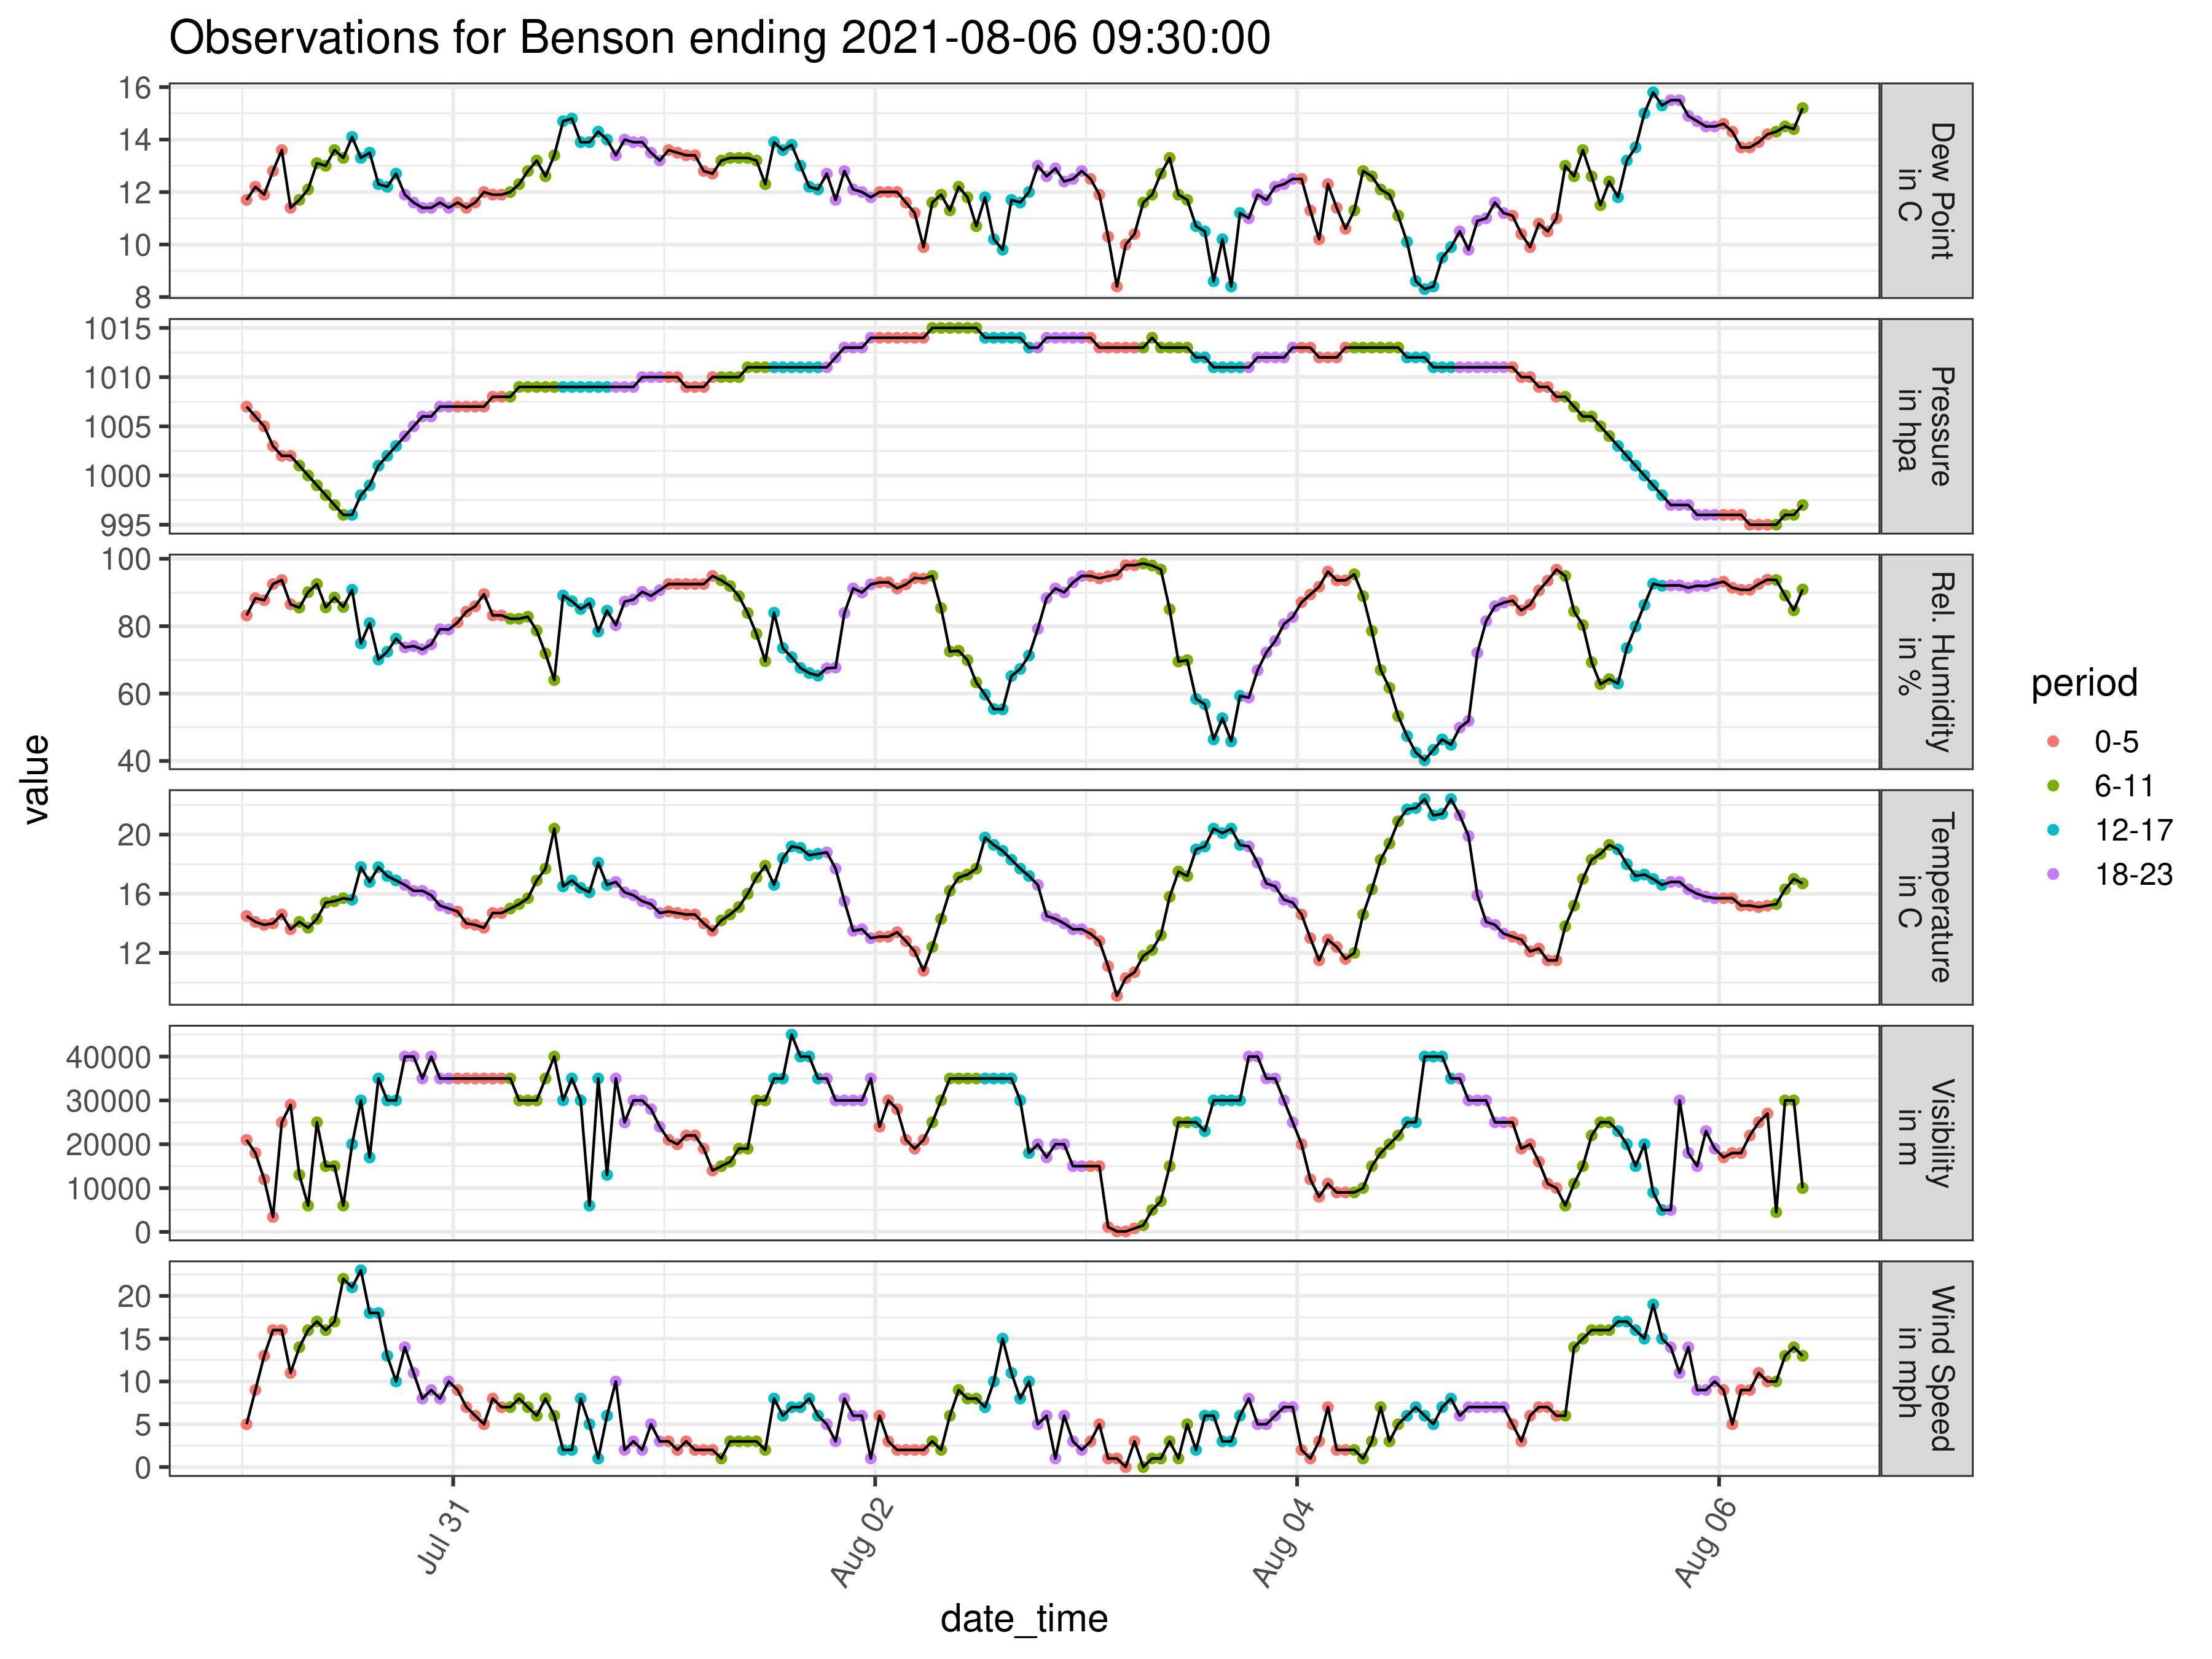 Observations for Benson ending 2021-08-06 09:30:00
value
16
14
12
10
8
Dew Point
in C
1015
1010
1005
1000
995
Pressure
in hpa
100
80
60
40
Rel. Humidity
in %
20
16
12
Temperature
in C
40000
30000
20000
10000
0
Visibility
in m
20
15
10
5
0
Wind Speed
in mph
Jul 31
Aug 02
Aug 04
Aug 06
date_time
period
0-5
6-11
12-17
18-23